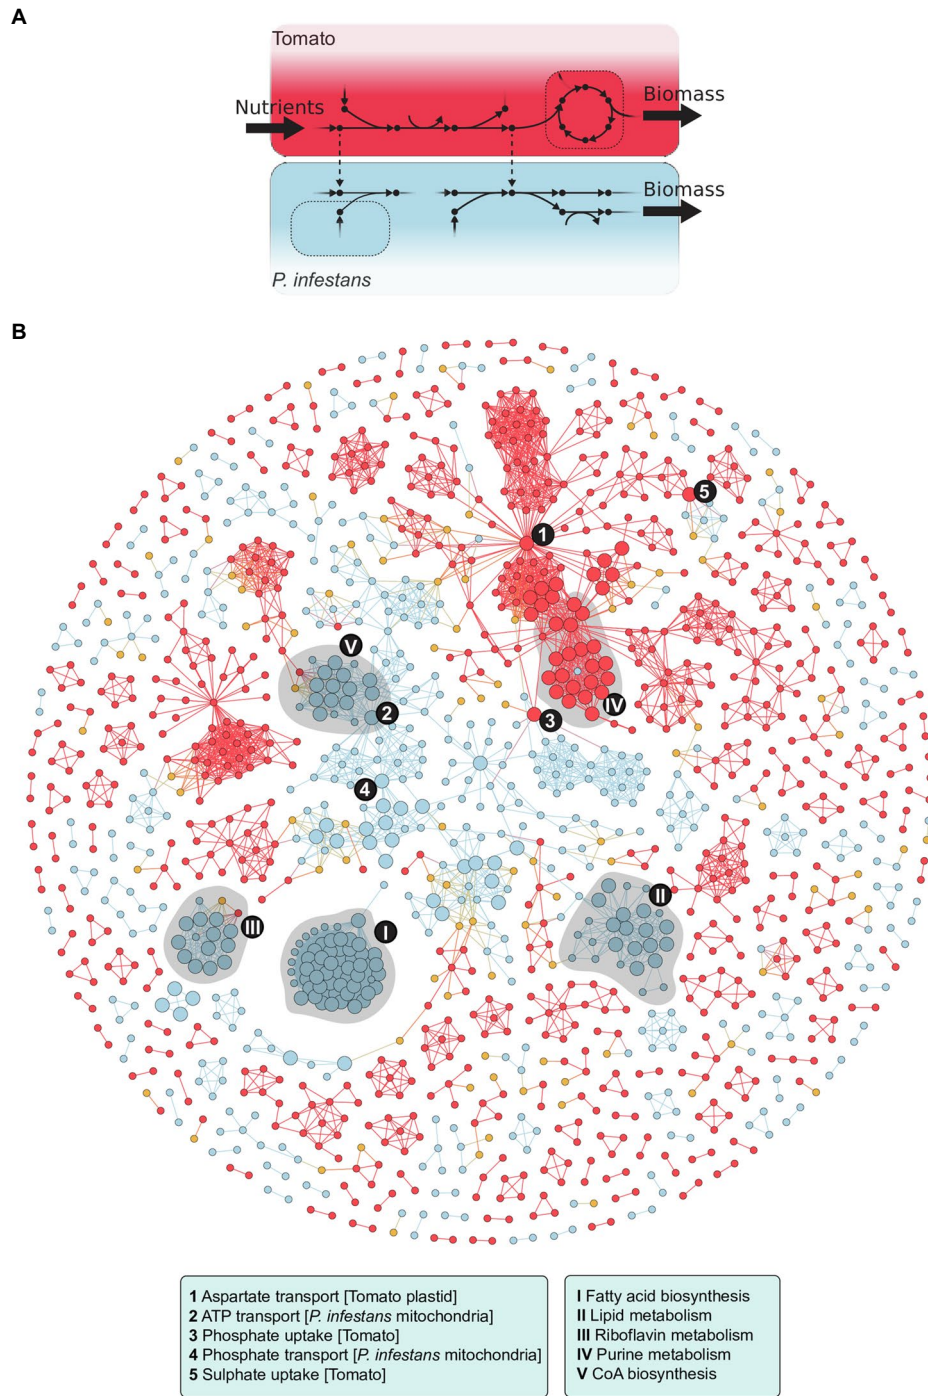 A
Tomato
Nutrients
Biomass
Biomass
P. infestans
B
1
5
V
2
3
IV
4
II
III
I
1 Aspartate transport [Tomato plastid]
2 ATP transport [P. infestans mitochondria]
3 Phosphate uptake [Tomato]
4 Phosphate transport [P. infestans mitochondria]
5 Sulphate uptake [Tomato]
I Fatty acid biosynthesis
II Lipid metabolism
III Riboflavin metabolism
IV Purine metabolism
V CoA biosynthesis